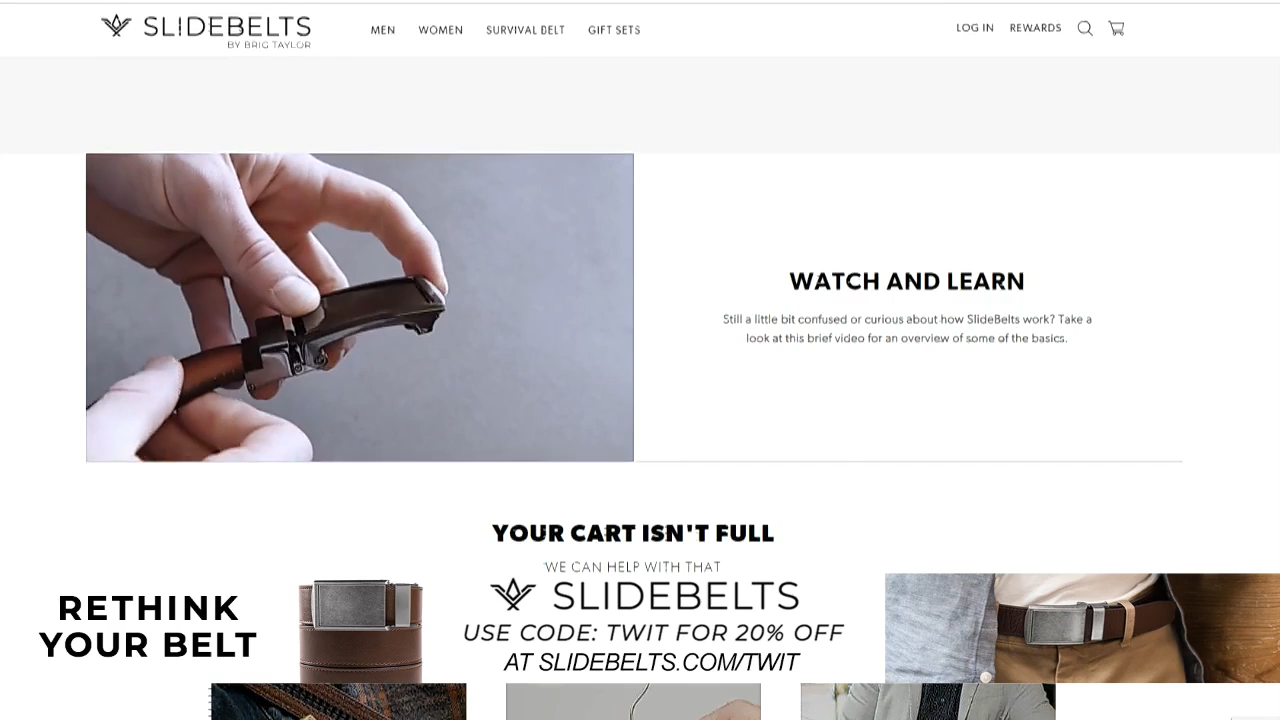 SLIDEBELTS
BY BRIG TAYLOR
MEN
WOMEN
SURVIVAL BELT
GIFT SETS
LOG IN
REWARDS
WATCH AND LEARN
Still a little bit confused or curious about how SlideBelts work? Take a
look at this brief video for an overview of some of the basics.
YOUR CART ISN'T FULL
WE CAN HELP WITH THAT
RETHINK
YOUR BELT
SLIDEBELTS
USE CODE: TWIT FOR 20% OFF
AT SLIDEBELTS.COM/TWIT